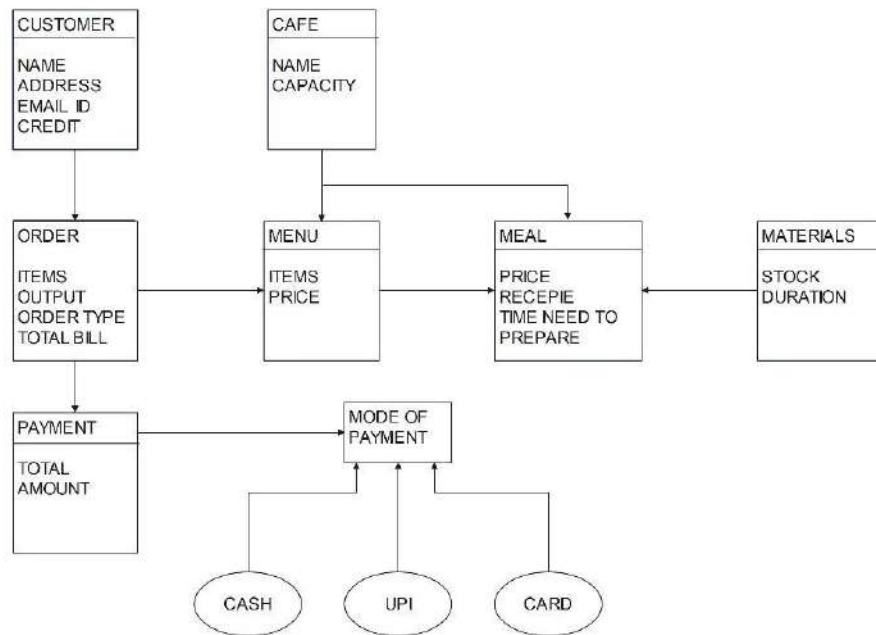 CUSTOMER
NAME
ADDRESS
EMAIL ID
CREDIT
CAFE
NAME
CAPACITY
ORDER
ITEMS
OUTPUT
ORDER TYPE
TOTAL BILL
MENU
ITEMS
PRICE
MEAL
PRICE
RECEPIE
TIME NEED TO
PREPARE
MATERIALS
STOCK
DURATION
PAYMENT
TOTAL
AMOUNT
MODE OF
PAYMENT
CASH
UPI
CARD